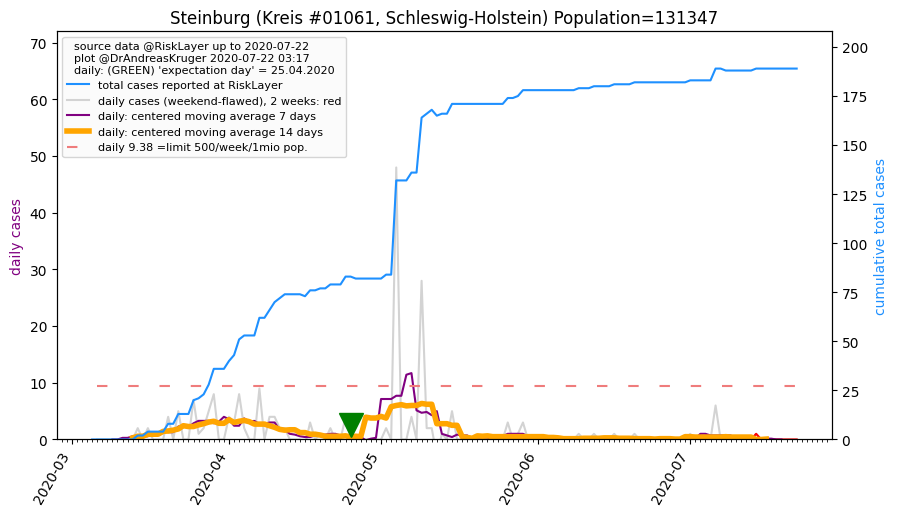 Steinburg (Kreis #01061, Schleswig-Holstein) Population=131347
source data @RiskLayer up to 2020-07-22
plot @DrAndreasKruger 2020-07-22 03:17
daily: (GREEN) 'expectation day' = 25.04.2020
total cases reported at RiskLayer
daily cases (weekend-flawed), 2 weeks: red
daily: centered moving average 7 days
daily: centered moving average 14 days
daily 9.38 =limit 500/week/1mio pop.
daily cases
70
60
50
40
30
20
10
0
cumulative total cases
200
175
150
125
100
75
50
25
0
2020-03
2020-04
2020-05
2020-06
2020-07